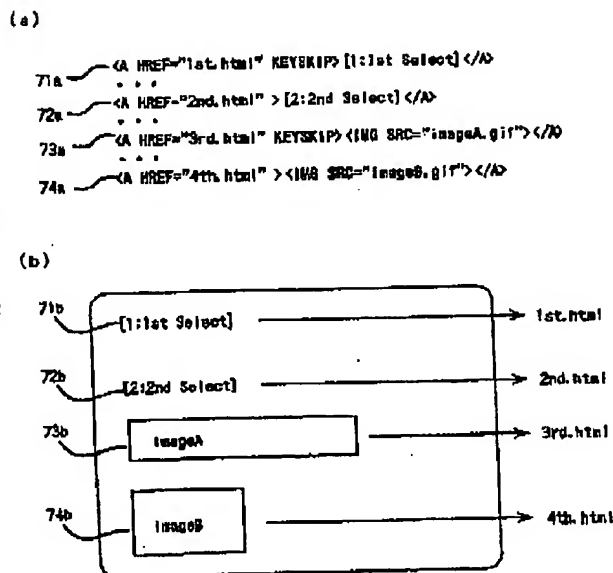 (a)
71a <A HREF="1st.html" KEYSKIP>[1:1st Select]</A>
72a <A HREF="2nd.html" >[2:2nd Select]</A>
73a <A HREF="3rd.html" KEYSKIP><IMG SRC="imageA.gif"></A>
74a <A HREF="4th.html" ><IMG SRC="imageB.gif"></A>
(b)
71b [1:1st Select] 1st.html
72b [2:2nd Select] 2nd.html
73b imageA 3rd.html
74b imageB 4th.html